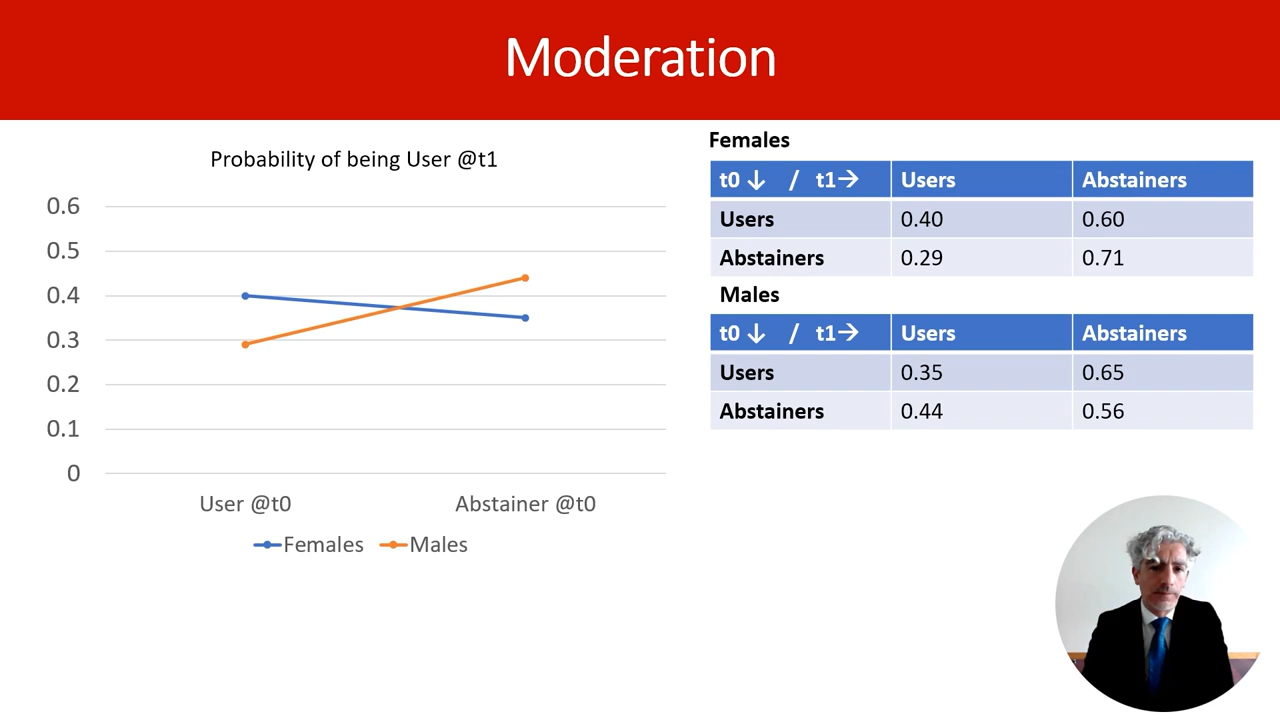 Moderation
Probability of being User @t1
0.6
0.5
0.4
0.3
0.2
0.1
0
User @t0 Abstainer @t0
Females Males
Females
t0 ↓ / t1→ Users Abstainers
Users 0.40 0.60
Abstainers 0.29 0.71
Males
t0 ↓ / t1→ Users Abstainers
Users 0.35 0.65
Abstainers 0.44 0.56